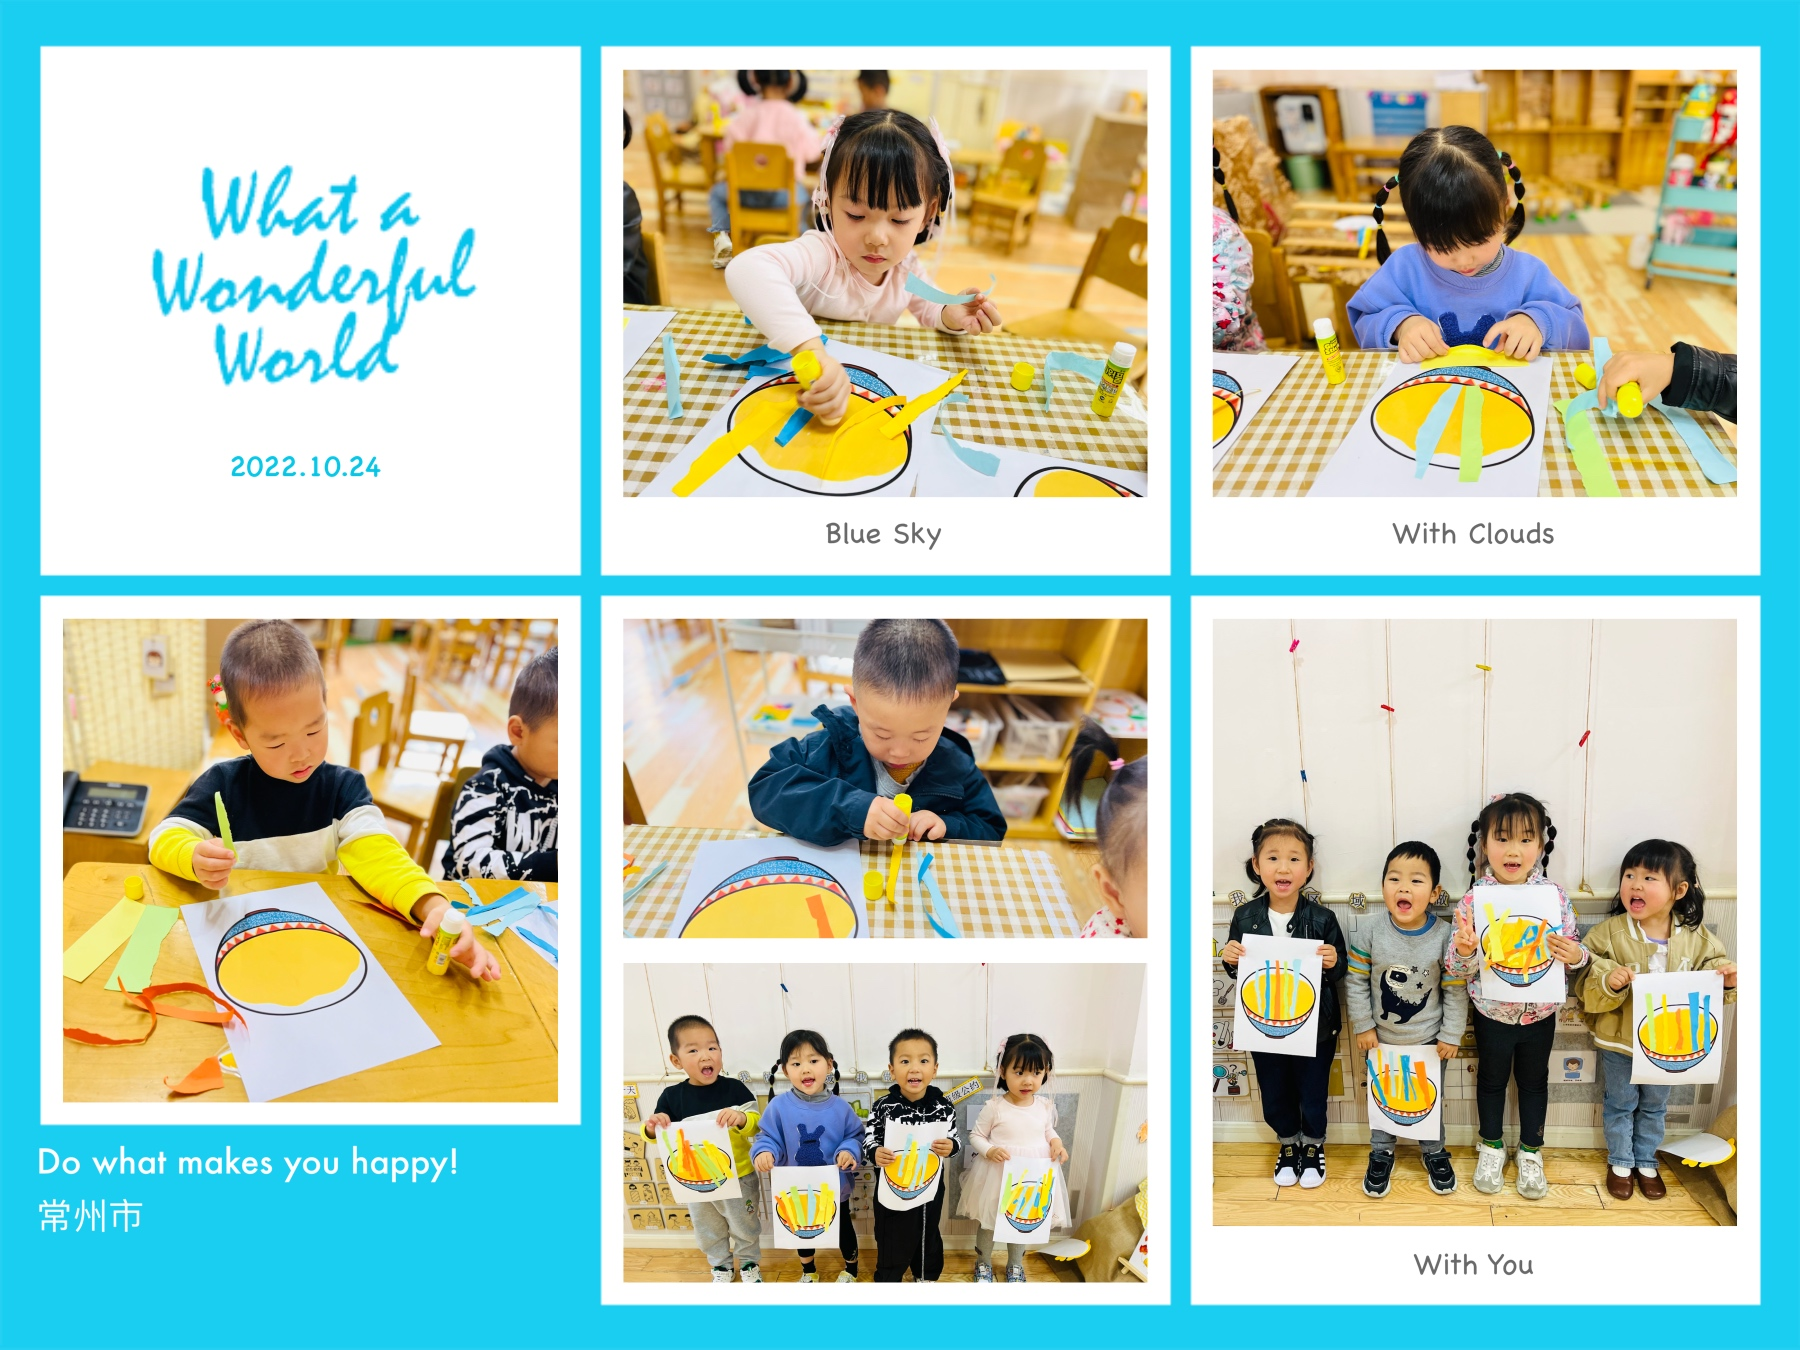 What a
Wonderful
World
2022.10.24
Blue Sky
With Clouds
Do what makes you happy!
常州市
With You